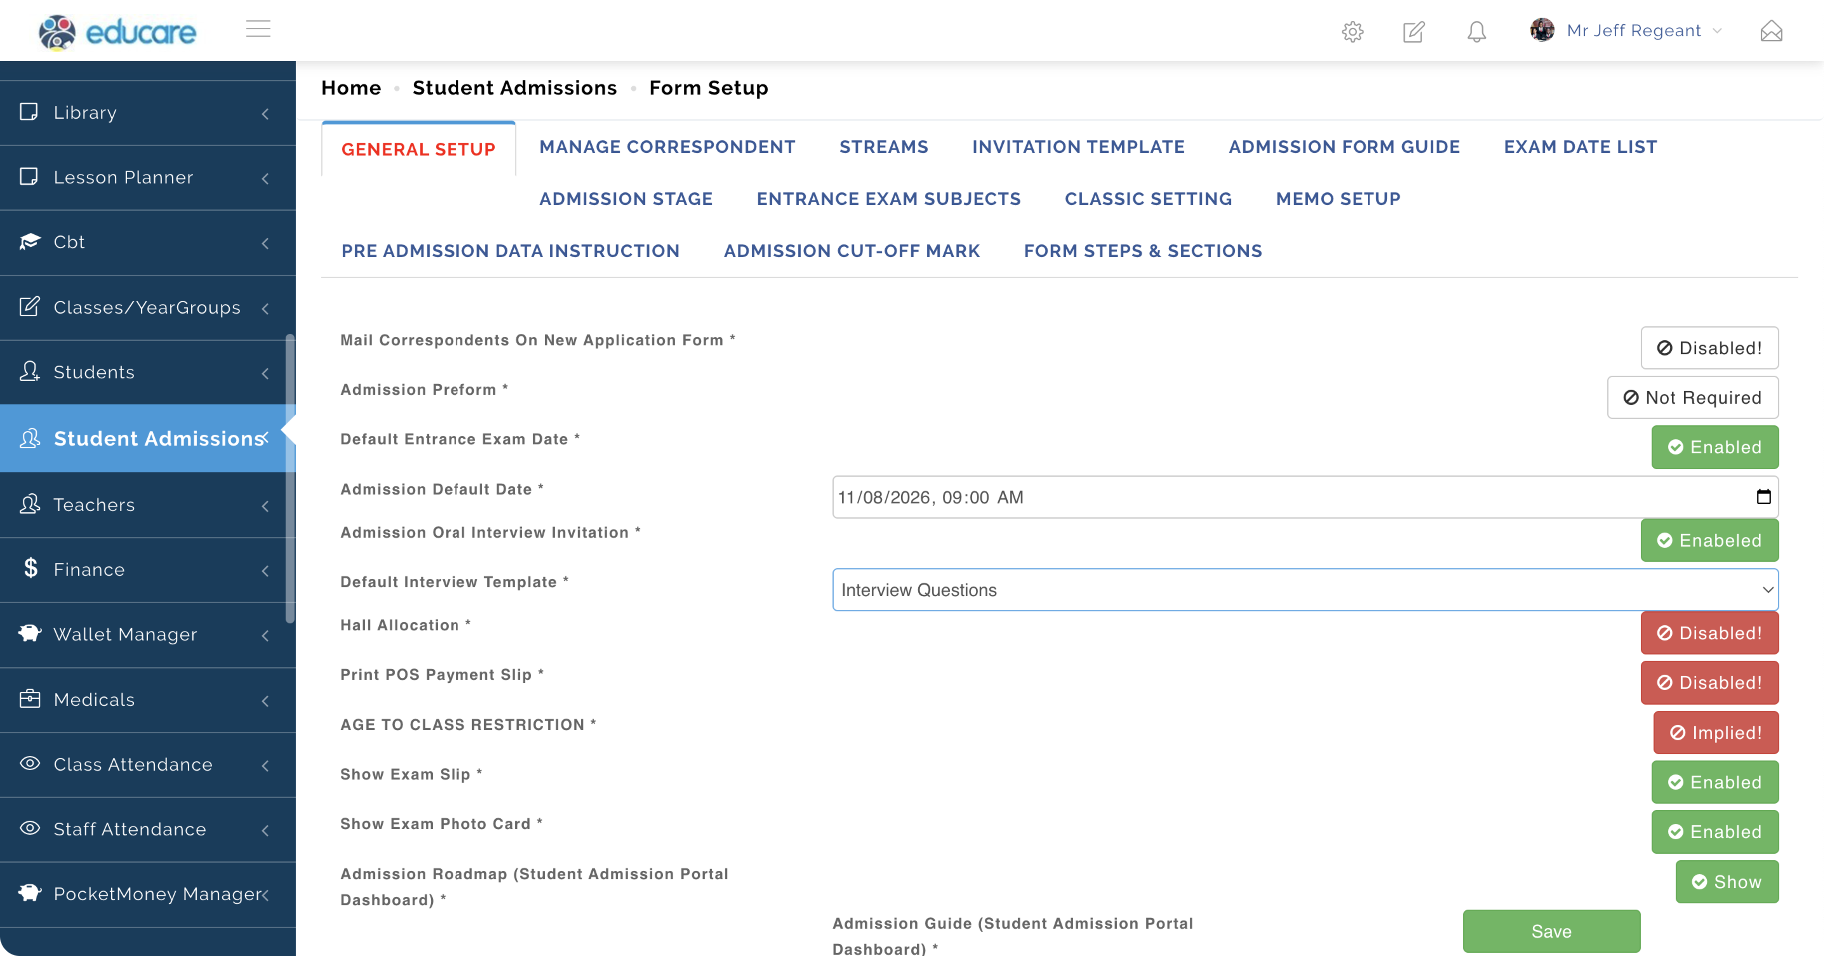 educare
Mr Jeff Regeant
Library
Lesson Planner
Cbt
Classes/YearGroups
Students
Student Admissions
Teachers
Finance
Wallet Manager
Medicals
Class Attendance
Staff Attendance
PocketMoney Manager
Home • Student Admissions • Form Setup
GENERAL SETUP MANAGE CORRESPONDENT STREAMS INVITATION TEMPLATE ADMISSION FORM GUIDE EXAM DATE LIST
ADMISSION STAGE ENTRANCE EXAM SUBJECTS CLASSIC SETTING MEMO SETUP
PRE ADMISSION DATA INSTRUCTION ADMISSION CUT-OFF MARK FORM STEPS & SECTIONS
Mail Correspondents On New Application Form * Disabled!
Admission Preform * Not Required
Default Entrance Exam Date * Enabled
Admission Default Date * 11/08/2026, 09:00 AM
Admission Oral Interview Invitation * Enabeled
Default Interview Template * Interview Questions
Hall Allocation * Disabled!
Print POS Payment Slip * Disabled!
AGE TO CLASS RESTRICTION * Implied!
Show Exam Slip * Enabled
Show Exam Photo Card * Enabled
Admission Roadmap (Student Admission Portal
Dashboard) *
Show
Admission Guide (Student Admission Portal
Dashboard) *
Save